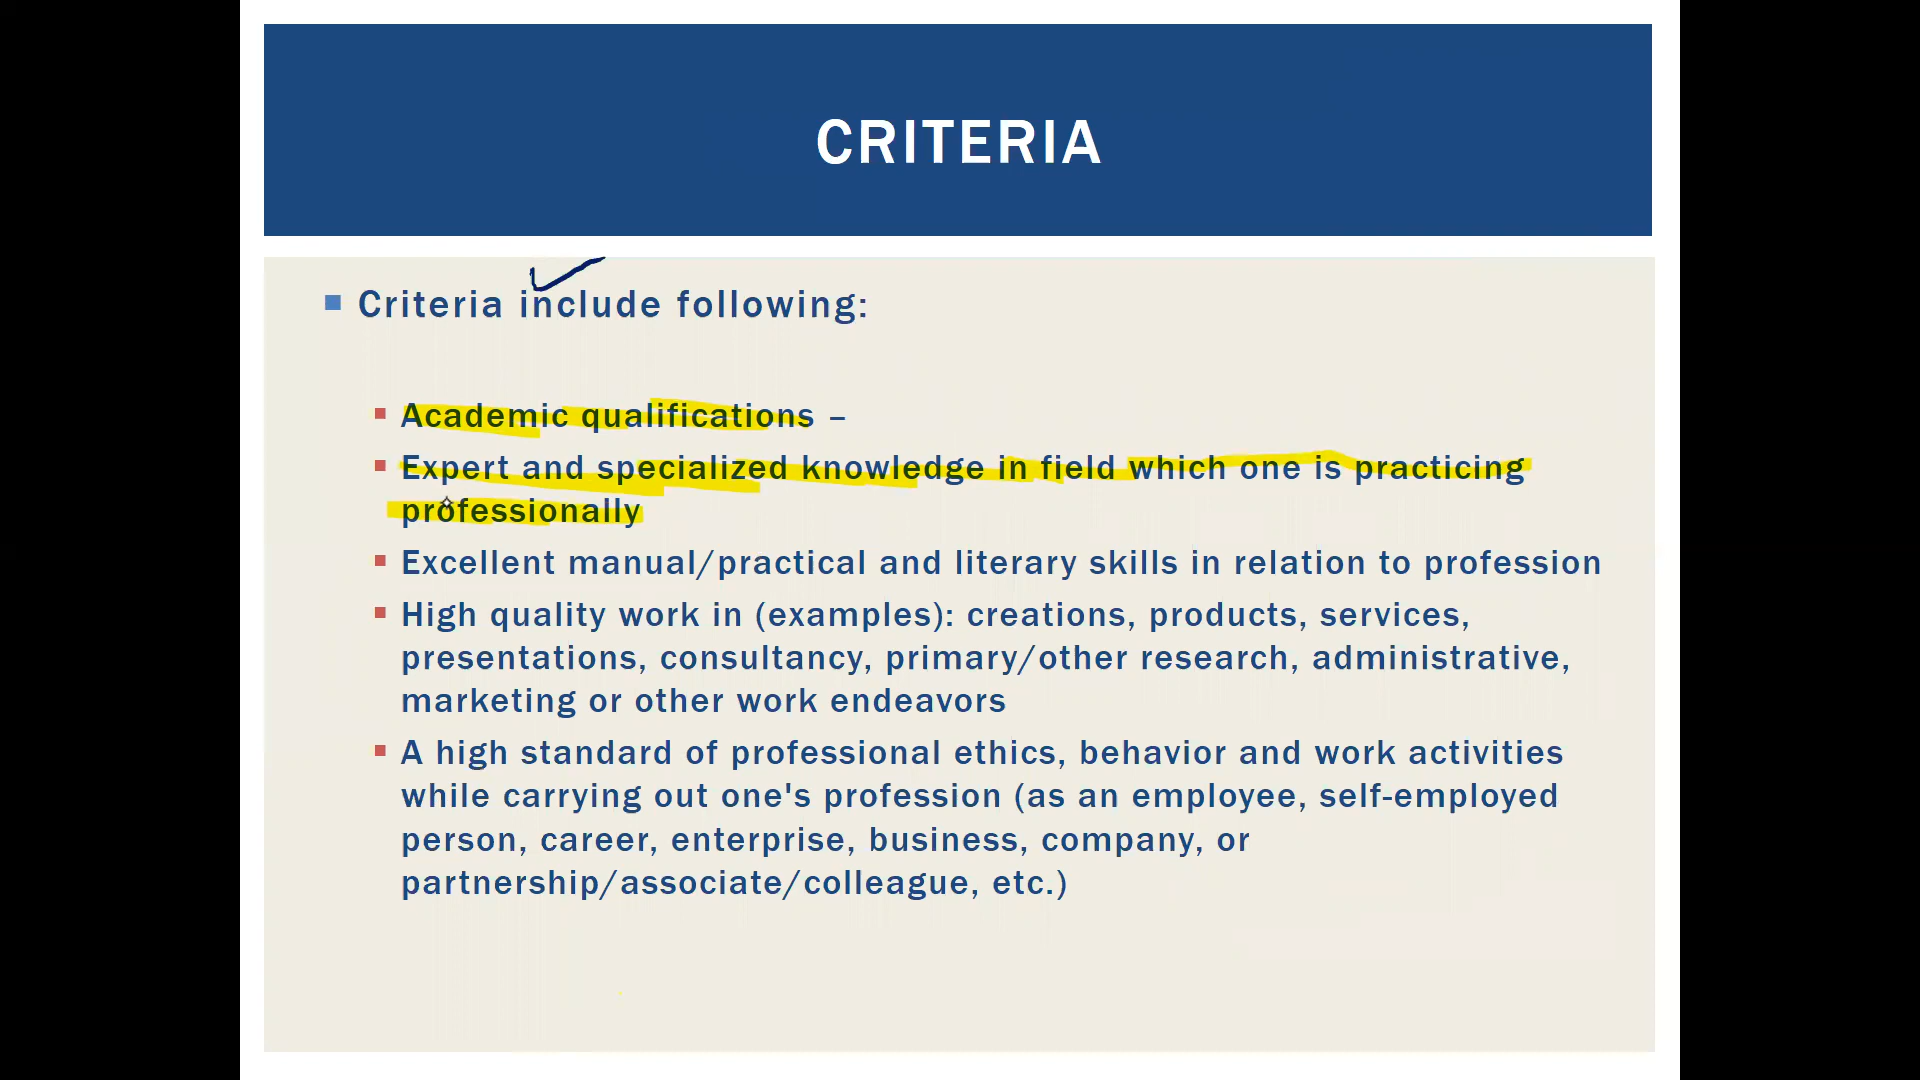 CRITERIA
Criteria include following:
Academic qualifications –
Expert and specialized knowledge in field which one is practicing
professionally
Excellent manual/practical and literary skills in relation to profession
High quality work in (examples): creations, products, services,
presentations, consultancy, primary/other research, administrative,
marketing or other work endeavors
A high standard of professional ethics, behavior and work activities
while carrying out one's profession (as an employee, self-employed
person, career, enterprise, business, company, or
partnership/associate/colleague, etc.)